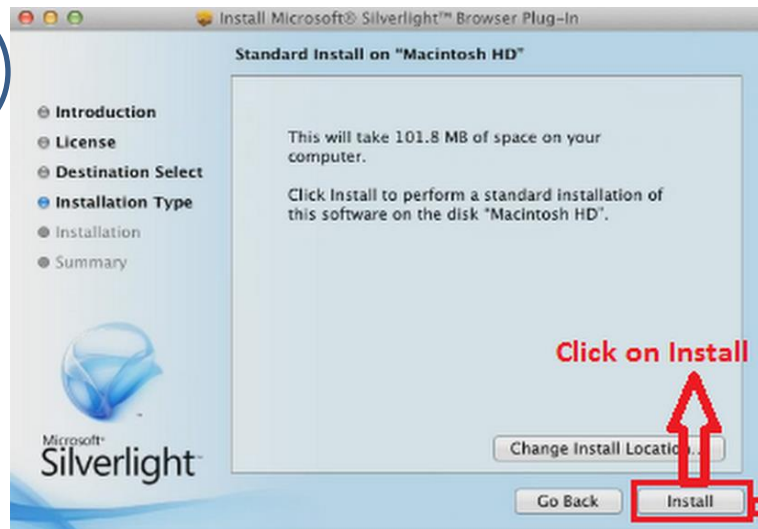 Install Microsoft® Silverlight™ Browser Plug-In
Standard Install on "Macintosh HD"
Introduction
License
Destination Select
Installation Type
Installation
Summary
This will take 101.8 MB of space on your
computer.
Click Install to perform a standard installation of
this software on the disk "Macintosh HD".
Click on Install
Change Install
Microsoft®
Silverlight™
Go Back
Install